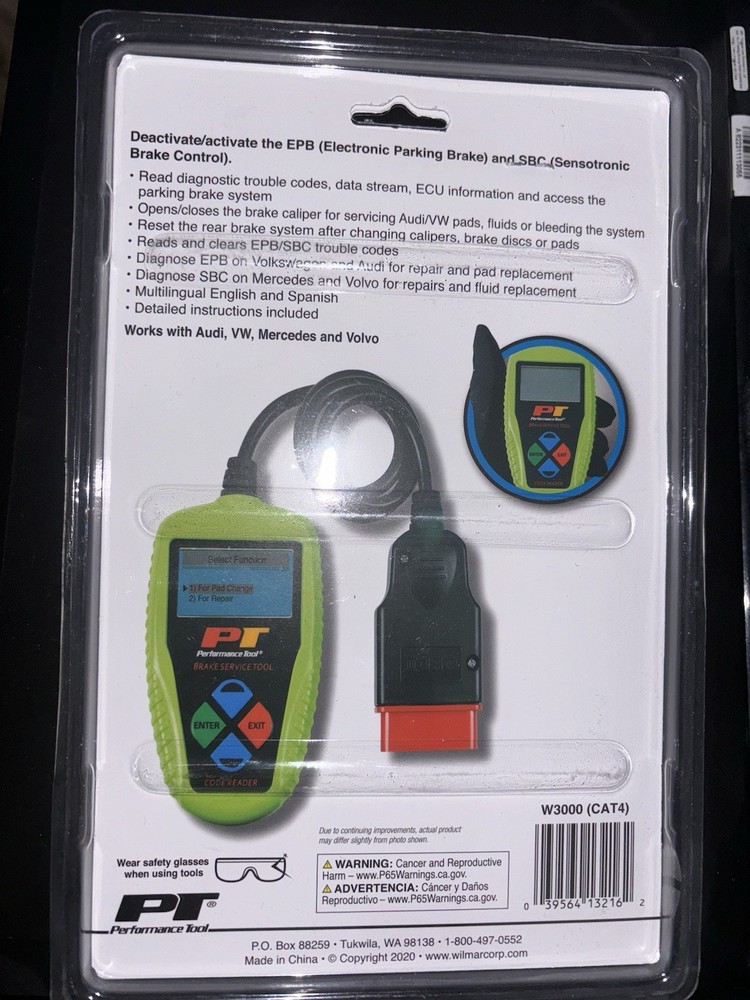 Deactivate/activate the EPB (Electronic Parking Brake) and SBC (Sensotronic
Brake Control).
• Read diagnostic trouble codes, data stream, ECU information and access the
parking brake system
• Opens/closes the brake caliper for servicing Audi/VW pads, fluids or bleeding the system
• Reset the rear brake system after changing calipers, brake discs or pads
• Reads and clears EPB/SBC trouble codes
• Diagnose EPB on Volkswagen and Audi for repair and pad replacement
• Diagnose SBC on Mercedes and Volvo for repairs and fluid replacement
• Multilingual English and Spanish
• Detailed instructions included
Works with Audi, VW, Mercedes and Volvo
PT
Performance Tool®
BRAKE SERVICE TOOL
ENTER EXIT
CODE READER
Select Function
1) For Pad Change
2) For Repair
PT
Performance Tool®
BRAKE SERVICE TOOL
ENTER EXIT
CODE READER
W3000 (CAT4)
Due to continuing improvements, actual product
may differ slightly from photo shown.
Wear safety glasses
when using tools
⚠ WARNING: Cancer and Reproductive
Harm – www.P65Warnings.ca.gov.
⚠ ADVERTENCIA: Cáncer y Daños
Reproductivo – www.P65Warnings.ca.gov.
0 39564 13216 2
PT®
Performance Tool
P.O. Box 88259 • Tukwila, WA 98138 • 1-800-497-0552
Made in China • © Copyright 2020 • www.wilmarcorp.com